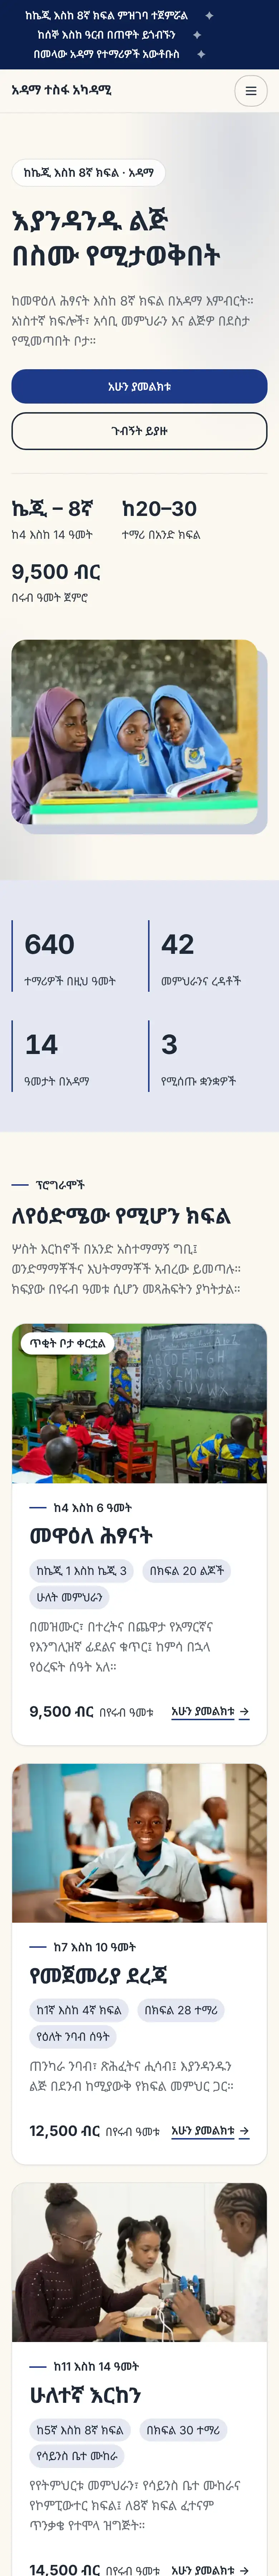 ከኬጂ እስከ 8ኛ ክፍል ምዝገባ ተጀምሯል
ከሰኞ እስከ ዓርብ በጠዋት ይጎብኙን
በመላው አዳማ የተማሪዎች አውቶቡስ
አዳማ ተስፋ አካዳሚ
ከኬጂ እስከ 8ኛ ክፍል · አዳማ
እያንዳንዱ ልጅ
በስሙ የሚታወቅበት
ከመዋዕለ ሕፃናት እስከ 8ኛ ክፍል በአዳማ እምብርት።
አነስተኛ ክፍሎች፣ አሳቢ መምህራን እና ልጅዎ በደስታ
የሚመጣበት ቦታ።
አሁን ያመልክቱ
ጉብኝት ይያዙ
ኬጂ – 8ኛ
ከ4 እስከ 14 ዓመት
ከ20–30
ተማሪ በአንድ ክፍል
9,500 ብር
በሩብ ዓመት ጀምሮ
640
ተማሪዎች በዚህ ዓመት
42
መምህራንና ረዳቶች
14
ዓመታት በአዳማ
3
የሚሰጡ ቋንቋዎች
ፕሮግራሞች
ለየዕድሜው የሚሆን ክፍል
ሦስት እርከኖች በአንድ አስተማማኝ ግቢ፤
ወንድማማቾችና እህትማማቾች አብረው ይመጣሉ።
ክፍያው በየሩብ ዓመቱ ሲሆን መጻሕፍትን ያካትታል።
ጥቂት ቦታ ቀርቷል
ከ4 እስከ 6 ዓመት
መዋዕለ ሕፃናት
ከኬጂ 1 እስከ ኬጂ 3
በክፍል 20 ልጆች
ሁለት መምህራን
በመዝሙር፣ በተረትና በጨዋታ የአማርኛና
የእንግሊዝኛ ፊደልና ቁጥር፤ ከምሳ በኋላ
የዕረፍት ሰዓት አለ።
9,500 ብር በየሩብ ዓመቱ
አሁን ያመልክቱ →
ከ7 እስከ 10 ዓመት
የመጀመሪያ ደረጃ
ከ1ኛ እስከ 4ኛ ክፍል
በክፍል 28 ተማሪ
የዕለት ንባብ ሰዓት
ጠንካራ ንባብ፣ ጽሕፈትና ሒሳብ፤ እያንዳንዱን
ልጅ በደንብ ከሚያውቅ የክፍል መምህር ጋር።
12,500 ብር በየሩብ ዓመቱ
አሁን ያመልክቱ →
ከ11 እስከ 14 ዓመት
ሁለተኛ እርከን
ከ5ኛ እስከ 8ኛ ክፍል
በክፍል 30 ተማሪ
የሳይንስ ቤተ ሙከራ
የየትምህርቱ መምህራን፣ የሳይንስ ቤተ ሙከራና
የኮምፒውተር ክፍል፤ ለ8ኛ ክፍል ፈተናም
ጥንቃቄ የተሞላ ዝግጅት።
14,500 ብር በየሩብ ዓመቱ
አሁን ያመልክቱ →